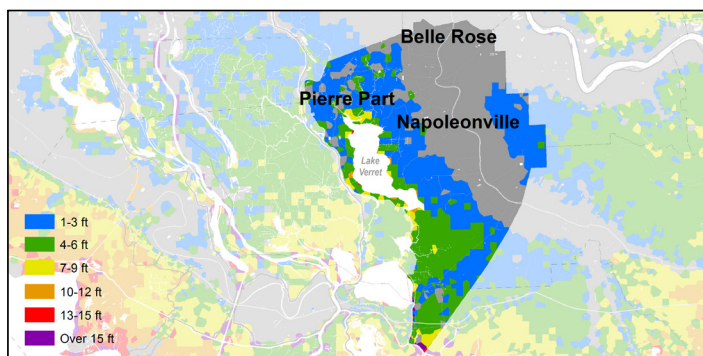 Belle Rose
Pierre Part
Napoleonville
Lake
Verret
1-3 ft
4-6 ft
7-9 ft
10-12 ft
13-15 ft
Over 15 ft